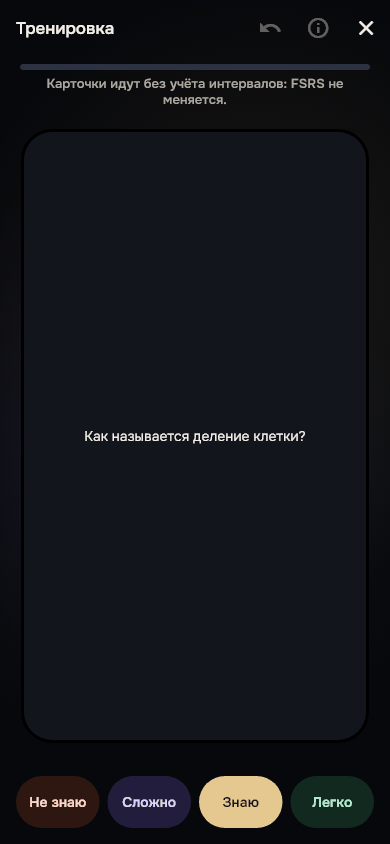 Тренировка
Карточки идут без учёта интервалов: FSRS не
меняется.
Как называется деление клетки?
Не знаю
Сложно
Знаю
Легко